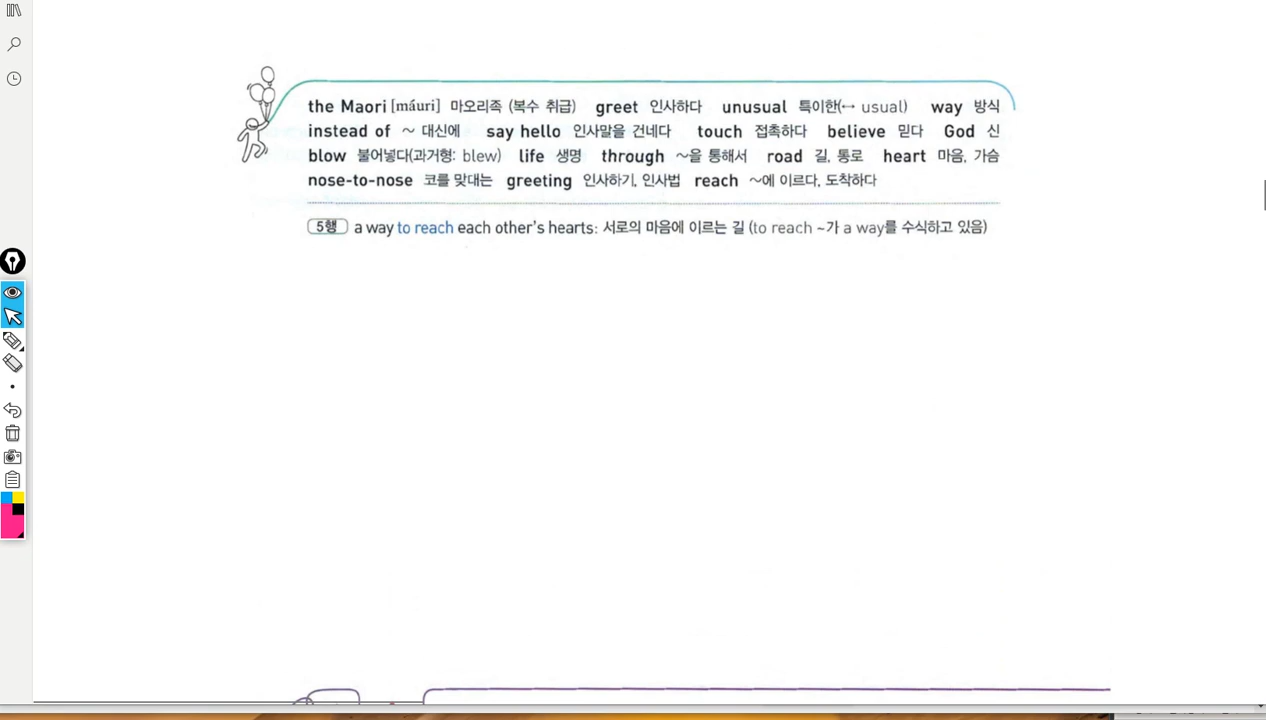 the Maori [máuri] 마오리족 (복수 취급) greet 인사하다 unusual 특이한(↔ usual) way 방식
instead of ~ 대신에 say hello 인사말을 건네다 touch 접촉하다 believe 믿다 God 신
blow 불어넣다(과거형: blew) life 생명 through ~을 통해서 road 길, 통로 heart 마음, 가슴
nose-to-nose 코를 맞대는 greeting 인사하기, 인사법 reach ~에 이르다, 도착하다
5행 a way to reach each other's hearts: 서로의 마음에 이르는 길 (to reach ~가 a way를 수식하고 있음)